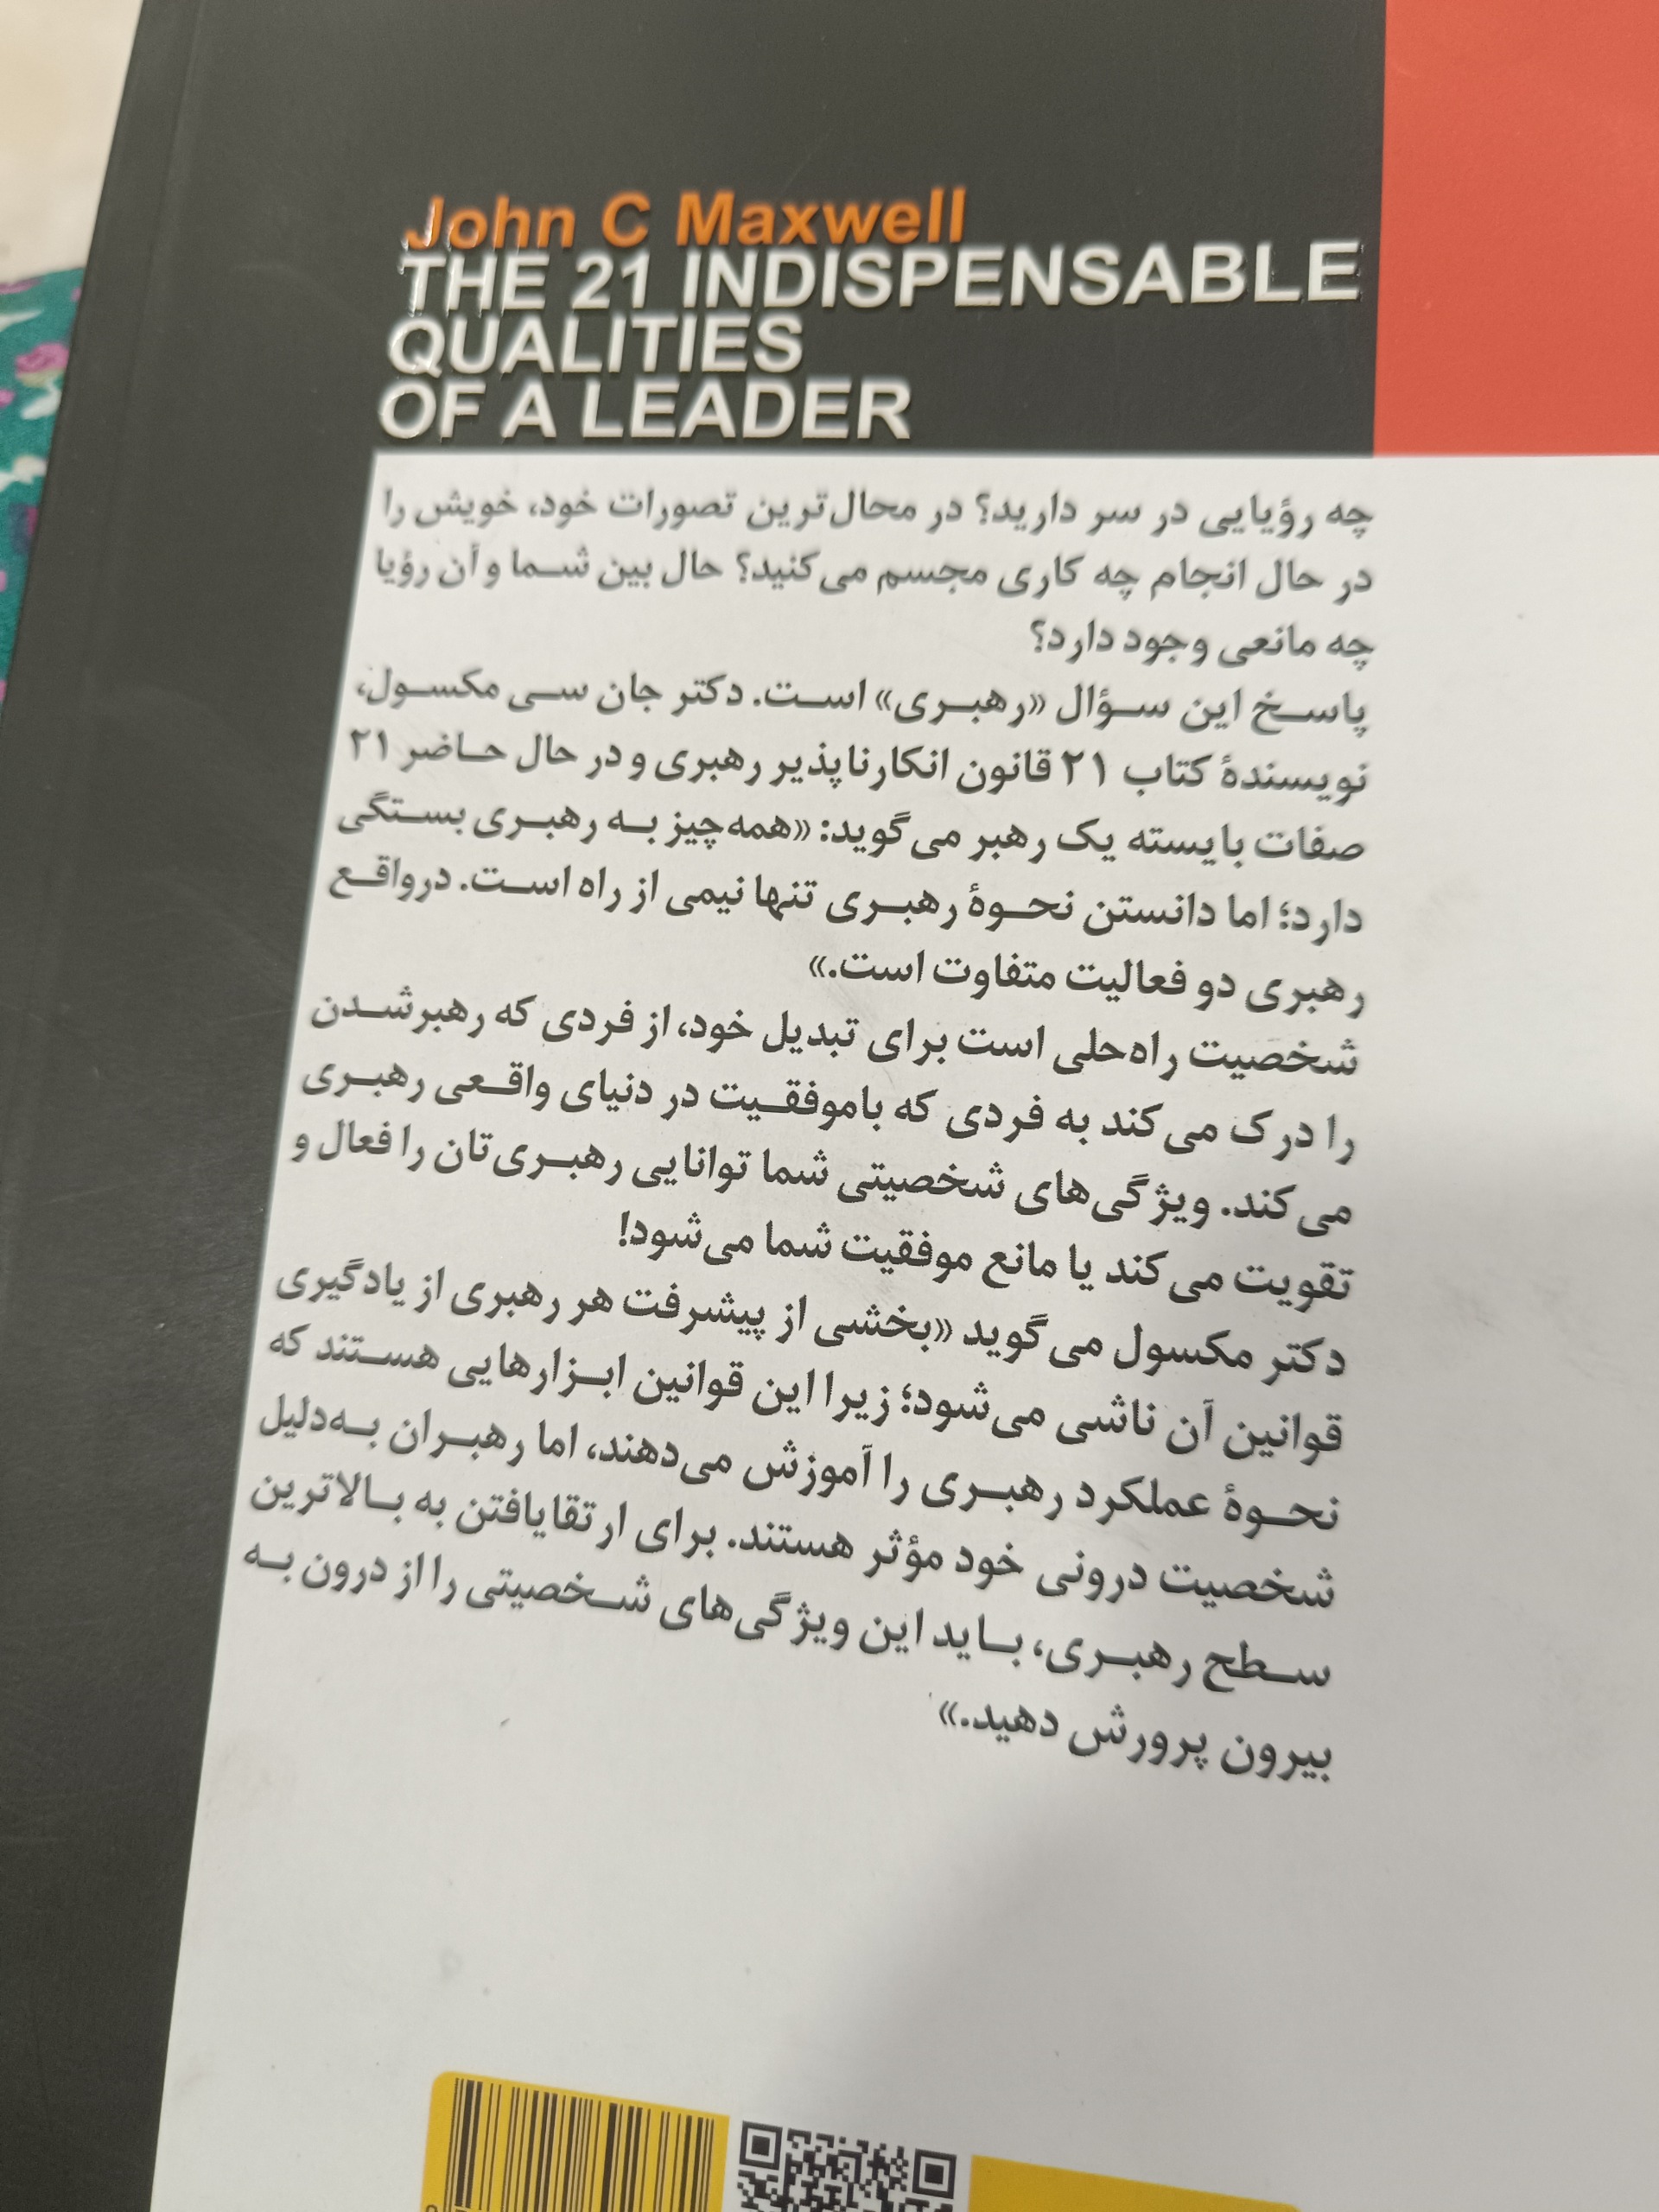 John C Maxwell
THE 21 INDISPENSABLE
QUALITIES
OF A LEADER
چه رؤیایی در سر دارید؟ در محال‌ترین تصورات خود، خویش را
در حال انجام چه کاری مجسم می‌کنید؟ حال بین شما و آن رؤیا
چه مانعی وجود دارد؟
پاسخ این سؤال «رهبری» است. دکتر جان سی مکسول،
نویسندهٔ کتاب ۲۱ قانون انکارناپذیر رهبری و در حال حاضر ۲۱
صفات بایسته یک رهبر می‌گوید: «همه‌چیز به رهبری بستگی
دارد؛ اما دانستن نحوهٔ رهبری تنها نیمی از راه است. درواقع
رهبری دو فعالیت متفاوت است.»
شخصیت راه‌حلی است برای تبدیل خود، از فردی که رهبرشدن
را درک می‌کند به فردی که باموفقیت در دنیای واقعی رهبری
می‌کند. ویژگی‌های شخصیتی شما توانایی رهبری‌تان را فعال و
تقویت می‌کند یا مانع موفقیت شما می‌شود!
دکتر مکسول می‌گوید «بخشی از پیشرفت هر رهبری از یادگیری
قوانین آن ناشی می‌شود؛ زیرا این قوانین ابزارهایی هستند که
نحوهٔ عملکرد رهبری را آموزش می‌دهند، اما رهبران به‌دلیل
شخصیت درونی خود مؤثر هستند. برای ارتقایافتن به بالاترین
سطح رهبری، باید این ویژگی‌های شخصیتی را از درون به
بیرون پرورش دهید.»